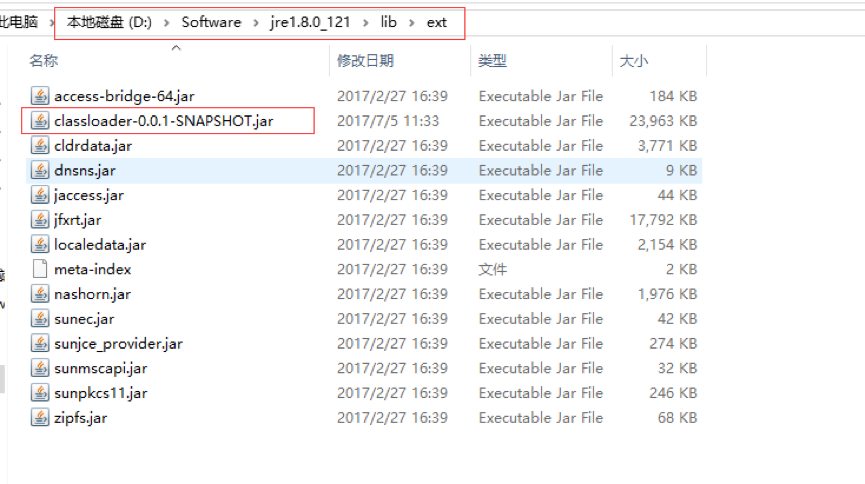 此电脑 › 本地磁盘 (D:) › Software › jre1.8.0_121 › lib › ext
名称 修改日期 类型 大小
access-bridge-64.jar 2017/2/27 16:39 Executable Jar File 184 KB
classloader-0.0.1-SNAPSHOT.jar 2017/7/5 11:33 Executable Jar File 23,963 KB
cldrdata.jar 2017/2/27 16:39 Executable Jar File 3,771 KB
dnsns.jar 2017/2/27 16:39 Executable Jar File 9 KB
jaccess.jar 2017/2/27 16:39 Executable Jar File 44 KB
jfxrt.jar 2017/2/27 16:39 Executable Jar File 17,792 KB
localedata.jar 2017/2/27 16:39 Executable Jar File 2,154 KB
meta-index 2017/2/27 16:39 文件 2 KB
nashorn.jar 2017/2/27 16:39 Executable Jar File 1,976 KB
sunec.jar 2017/2/27 16:39 Executable Jar File 42 KB
sunjce_provider.jar 2017/2/27 16:39 Executable Jar File 274 KB
sunmscapi.jar 2017/2/27 16:39 Executable Jar File 32 KB
sunpkcs11.jar 2017/2/27 16:39 Executable Jar File 246 KB
zipfs.jar 2017/2/27 16:39 Executable Jar File 68 KB